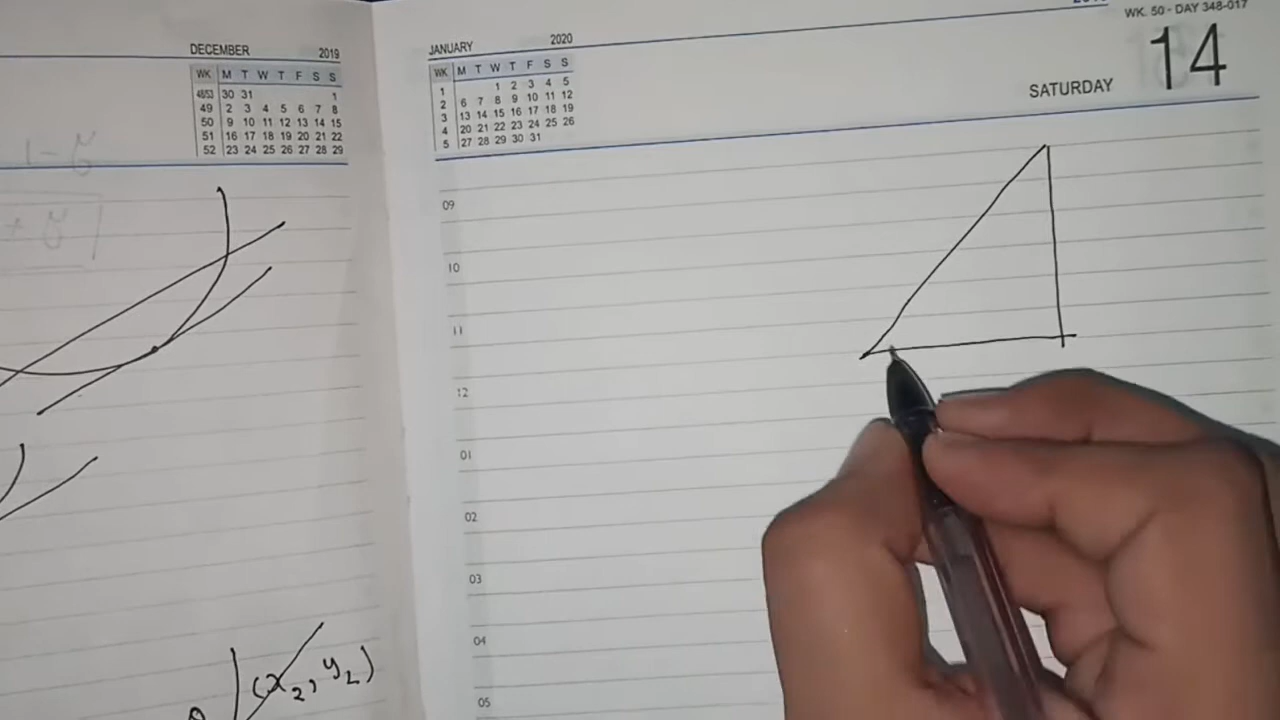 DECEMBER 2019
WK M T W T F S S
48/53 30 31 1
49 2 3 4 5 6 7 8
50 9 10 11 12 13 14 15
51 16 17 18 19 20 21 22
52 23 24 25 26 27 28 29
(x2, y2)
JANUARY 2020
WK M T W T F S S
1 1 2 3 4 5
2 6 7 8 9 10 11 12
3 13 14 15 16 17 18 19
4 20 21 22 23 24 25 26
5 27 28 29 30 31
WK. 50 - DAY 348-017
14
SATURDAY
09
10
11
12
01
02
03
04
05